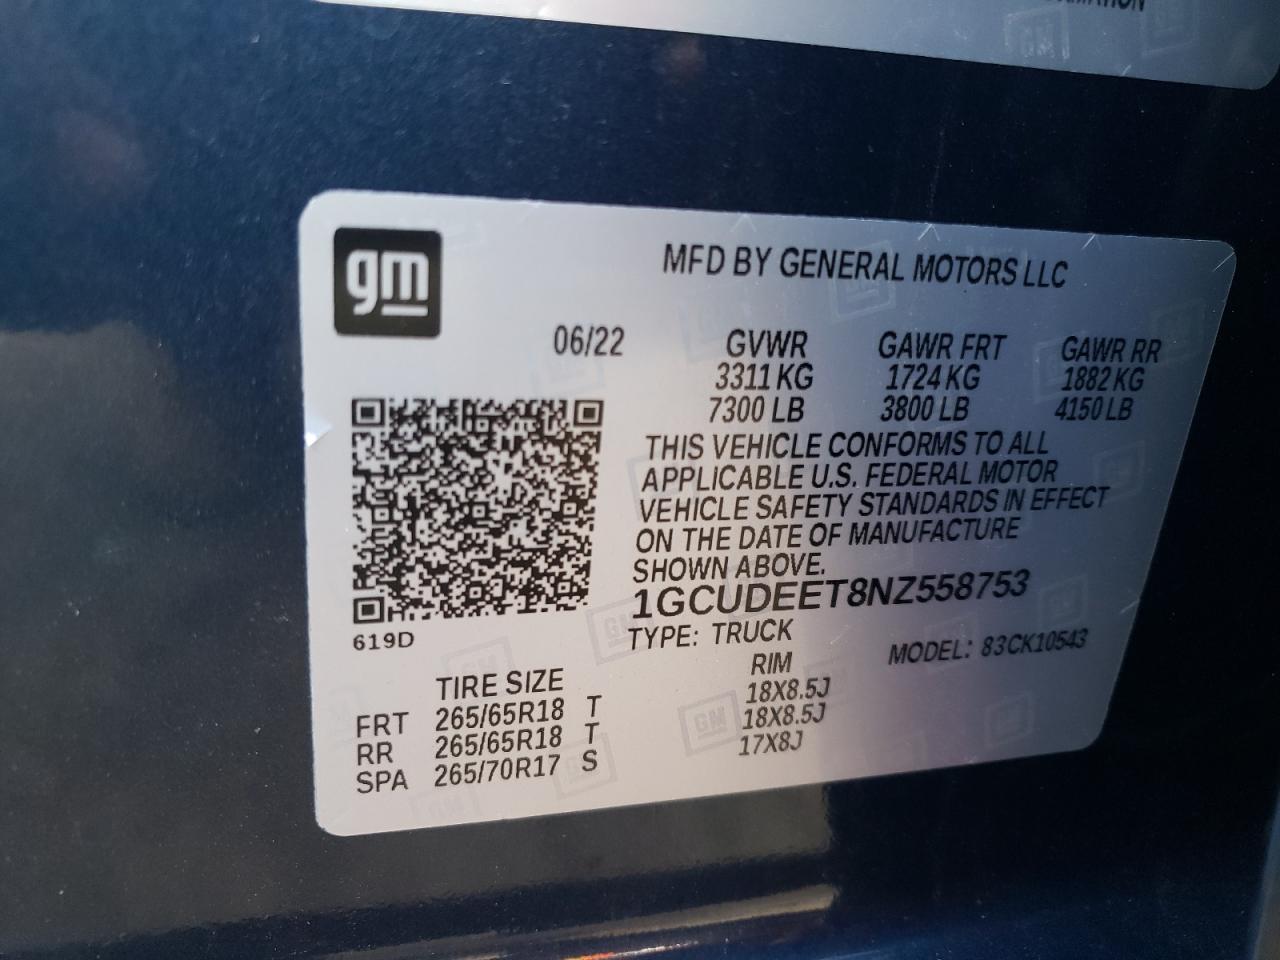 gm
MFD BY GENERAL MOTORS LLC
06/22 GVWR GAWR FRT GAWR RR
3311 KG 1724 KG 1882 KG
7300 LB 3800 LB 4150 LB
THIS VEHICLE CONFORMS TO ALL
APPLICABLE U.S. FEDERAL MOTOR
VEHICLE SAFETY STANDARDS IN EFFECT
ON THE DATE OF MANUFACTURE
SHOWN ABOVE.
1GCUDEET8NZ558753
619D
TYPE: TRUCK MODEL: 83CK10543
TIRE SIZE RIM
FRT 265/65R18 T 18X8.5J
RR 265/65R18 T 18X8.5J
SPA 265/70R17 S 17X8J